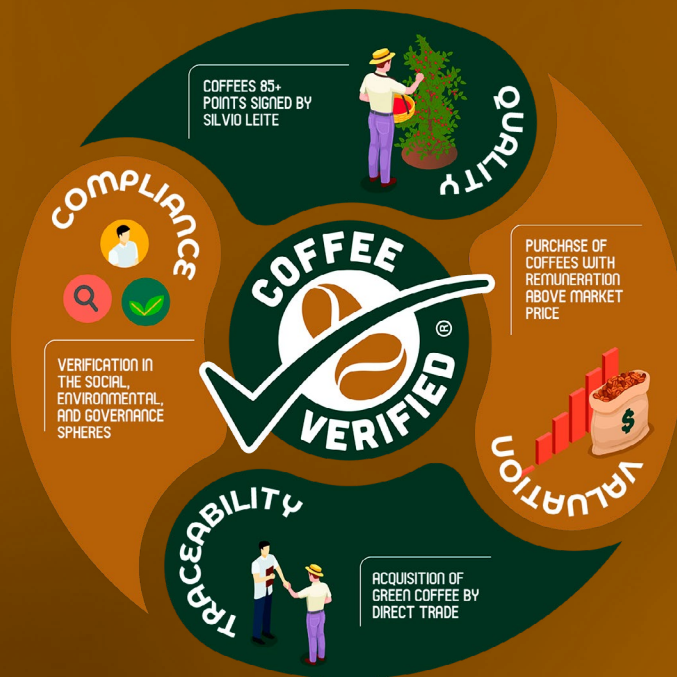 QUALITY
COFFEES 85+
POINTS SIGNED BY
SILVIO LEITE
COMPLIANCE
VERIFICATION IN
THE SOCIAL,
ENVIRONMENTAL,
AND GOVERNANCE
SPHERES
COFFEE
VERIFIED
®
PURCHASE OF
COFFEES WITH
REMUNERATION
ABOVE MARKET
PRICE
$
VALUATION
TRACEABILITY
ACQUISITION OF
GREEN COFFEE BY
DIRECT TRADE